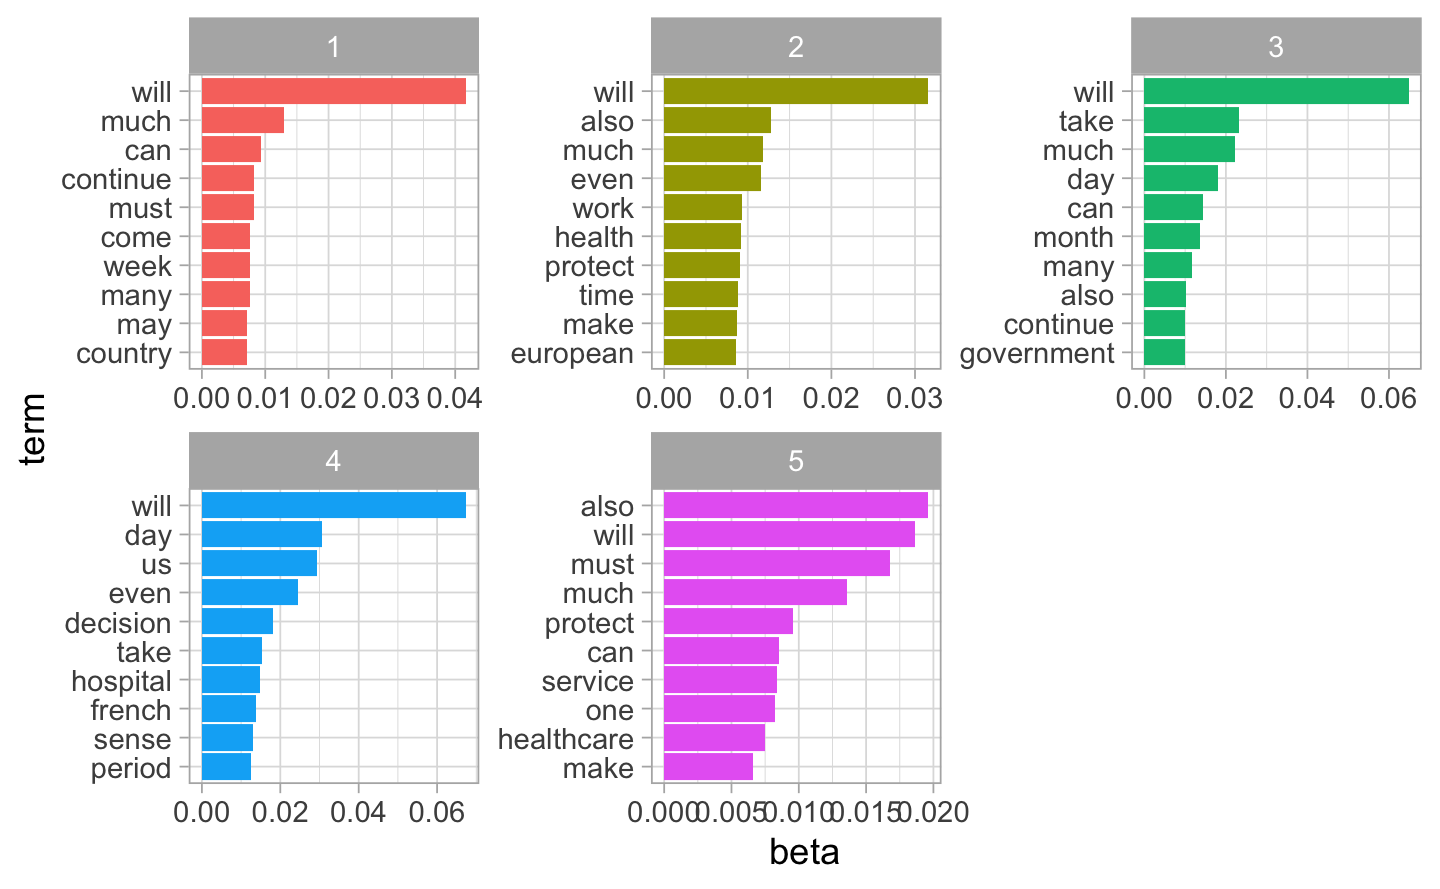 1
will
much
can
continue
must
come
week
many
may
country
0.00 0.01 0.02 0.03 0.04
2
will
also
much
even
work
health
protect
time
make
european
0.00 0.01 0.02 0.03
3
will
take
much
day
can
month
many
also
continue
government
0.00 0.02 0.04 0.06
term
4
will
day
us
even
decision
take
hospital
french
sense
period
0.00 0.02 0.04 0.06
5
also
will
must
much
protect
can
service
one
healthcare
make
0.000 0.005 0.010 0.015 0.020
beta